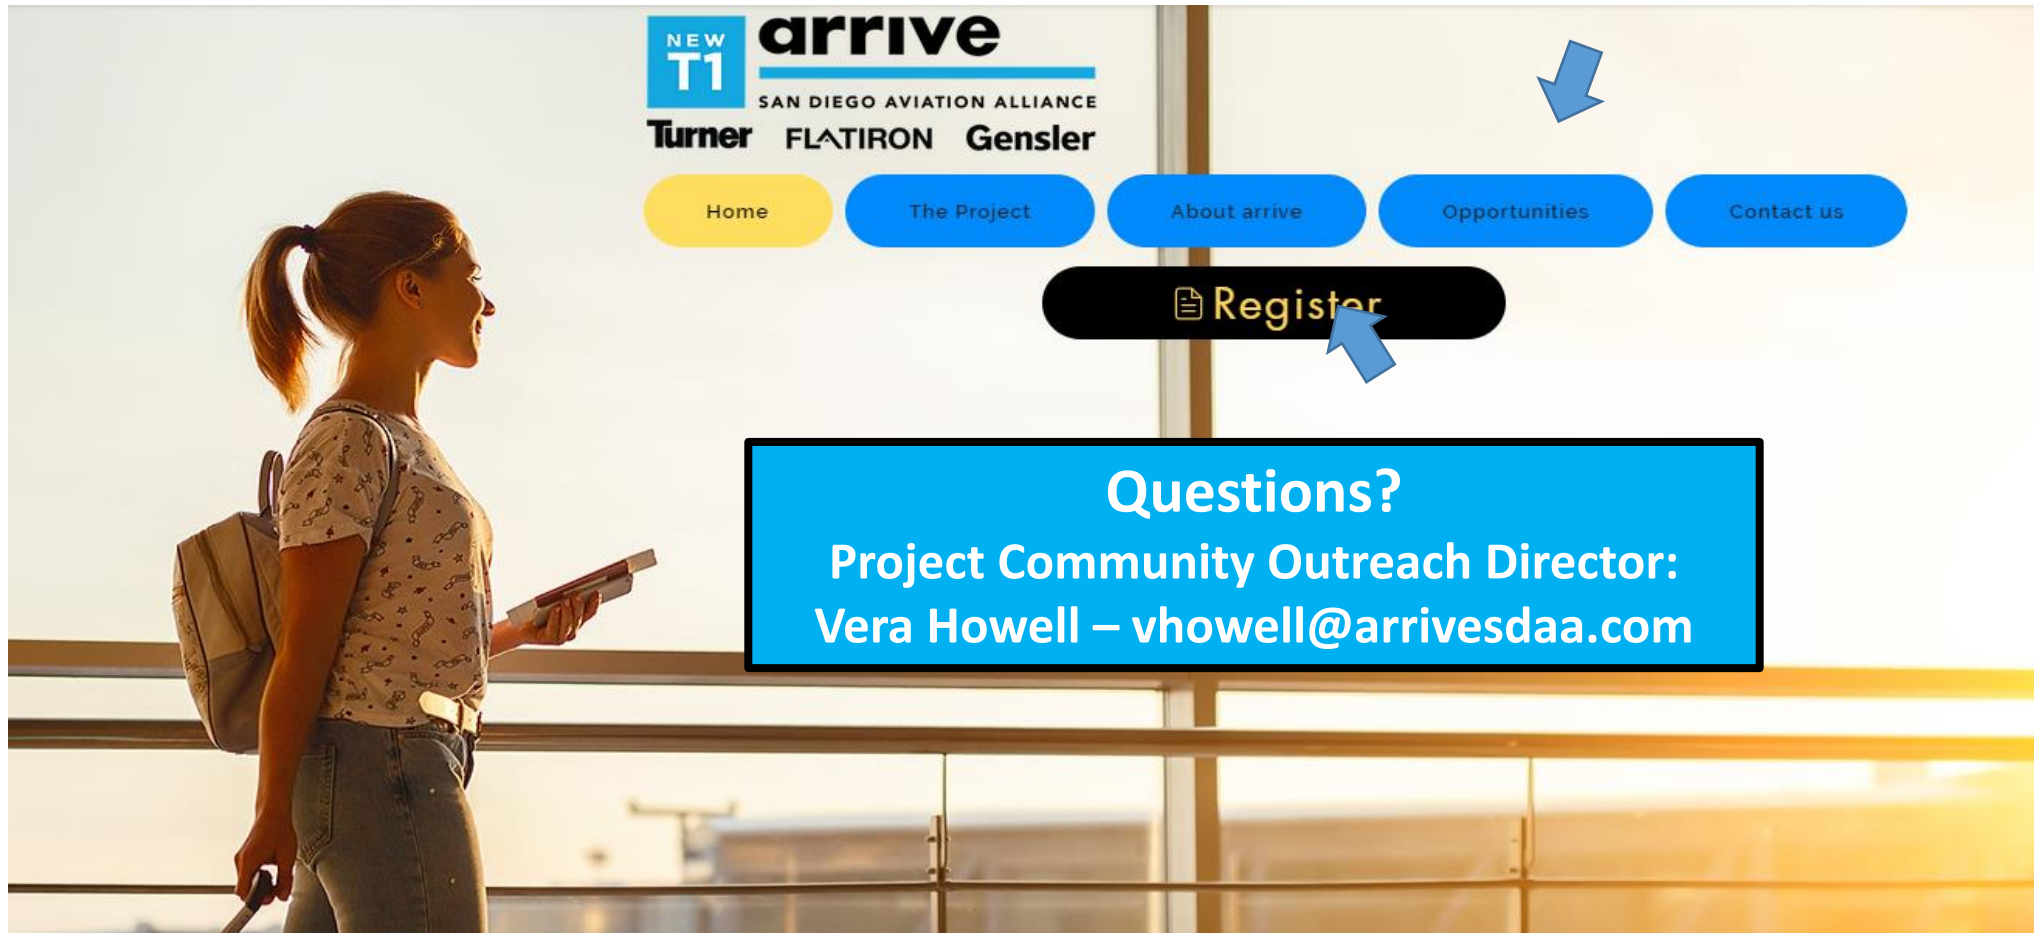 NEW
T1
arrive
SAN DIEGO AVIATION ALLIANCE
Turner FLATIRON Gensler
Home The Project About arrive Opportunities Contact us
Register
Questions?
Project Community Outreach Director:
Vera Howell – vhowell@arrivesdaa.com